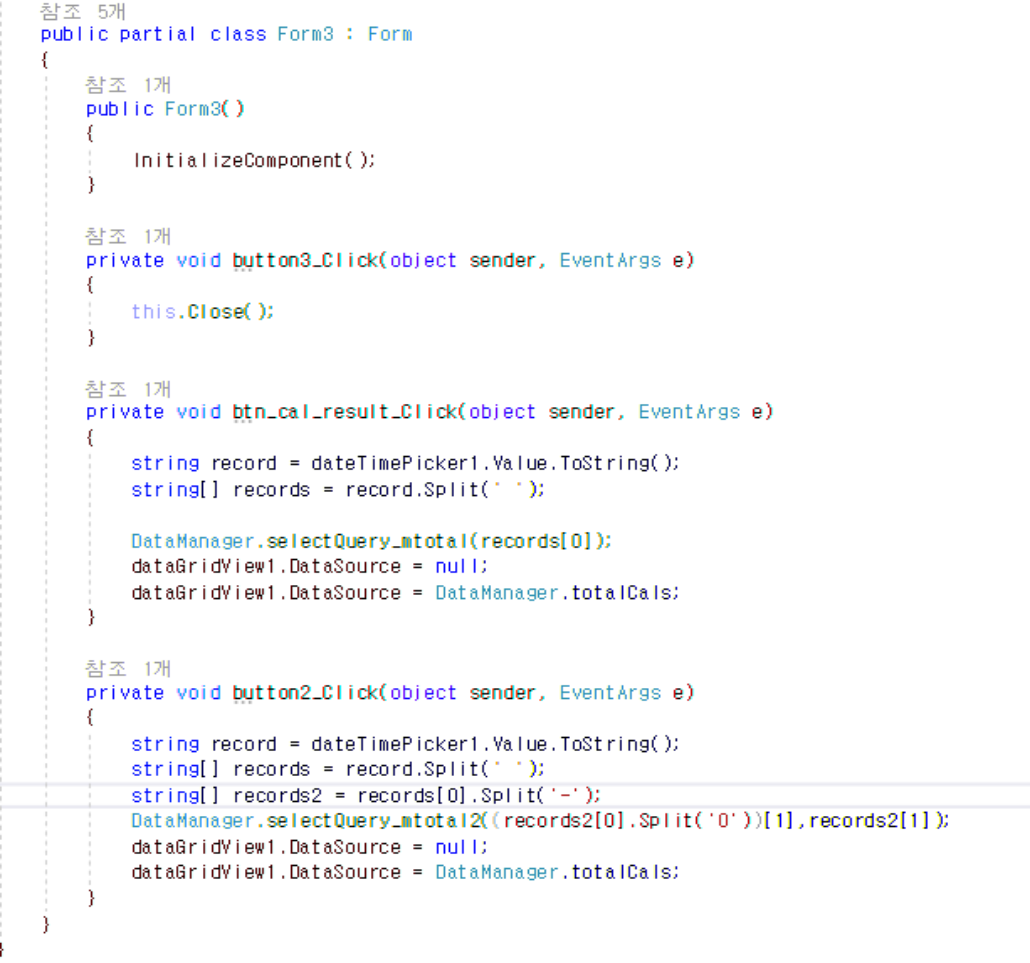 참조 5개
public partial class Form3 : Form
{
참조 1개
public Form3()
{
InitializeComponent();
}
참조 1개
private void button3_Click(object sender, EventArgs e)
{
this.Close();
}
참조 1개
private void btn_cal_result_Click(object sender, EventArgs e)
{
string record = dateTimePicker1.Value.ToString();
string[] records = record.Split(' ');
DataManager.selectQuery_mtotal(records[0]);
dataGridView1.DataSource = null;
dataGridView1.DataSource = DataManager.totalCals;
}
참조 1개
private void button2_Click(object sender, EventArgs e)
{
string record = dateTimePicker1.Value.ToString();
string[] records = record.Split(' ');
string[] records2 = records[0].Split('-');
DataManager.selectQuery_mtotal2((records2[0].Split('0'))[1],records2[1]);
dataGridView1.DataSource = null;
dataGridView1.DataSource = DataManager.totalCals;
}
}
}